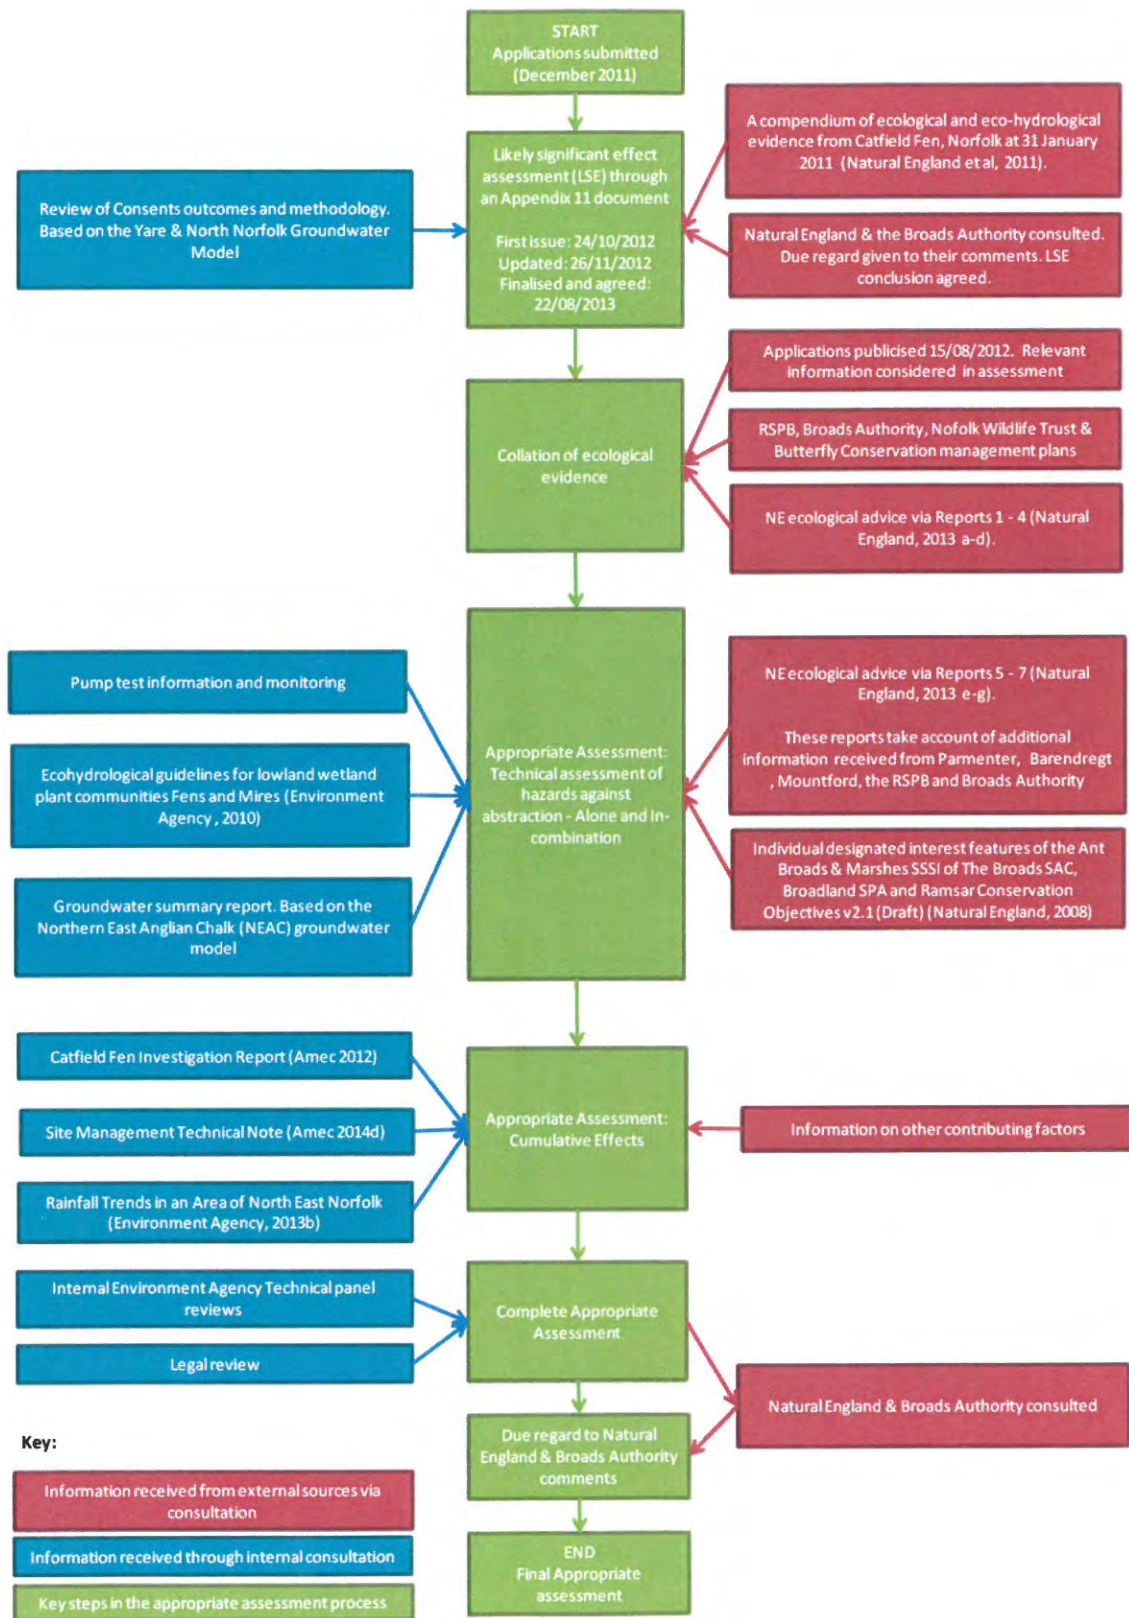 START
Applications submitted
(December 2011)
Review of Consents outcomes and methodology.
Based on the Yare & North Norfolk Groundwater
Model
Likely significant effect
assessment (LSE) through
an Appendix 11 document
First issue: 24/10/2012
Updated: 26/11/2012
Finalised and agreed:
22/08/2013
A compendium of ecological and eco-hydrological
evidence from Catfield Fen, Norfolk at 31 January
2011 (Natural England et al, 2011).
Natural England & the Broads Authority consulted.
Due regard given to their comments. LSE
conclusion agreed.
Collation of ecological
evidence
Applications publicised 15/08/2012. Relevant
information considered in assessment
RSPB, Broads Authority, Nofolk Wildlife Trust &
Butterfly Conservation management plans
NE ecological advice via Reports 1 - 4 (Natural
England, 2013 a-d).
Pump test information and monitoring
Ecohydrological guidelines for lowland wetland
plant communities Fens and Mires (Environment
Agency, 2010)
Groundwater summary report. Based on the
Northern East Anglian Chalk (NEAC) groundwater
model
Appropriate Assessment:
Technical assessment of
hazards against
abstraction - Alone and In-
combination
NE ecological advice via Reports 5 - 7 (Natural
England, 2013 e-g).
These reports take account of additional
information received from Parmenter, Barendregt
, Mountford, the RSPB and Broads Authority
Individual designated interest features of the Ant
Broads & Marshes SSSI of The Broads SAC,
Broadland SPA and Ramsar Conservation
Objectives v2.1 (Draft) (Natural England, 2008)
Catfield Fen Investigation Report (Amec 2012)
Site Management Technical Note (Amec 2014d)
Rainfall Trends in an Area of North East Norfolk
(Environment Agency, 2013b)
Appropriate Assessment:
Cumulative Effects
Information on other contributing factors
Internal Environment Agency Technical panel
reviews
Legal review
Complete Appropriate
Assessment
Natural England & Broads Authority consulted
Due regard to Natural
England & Broads Authority
comments
END
Final Appropriate
assessment
Key:
Information received from external sources via
consultation
Information received through internal consultation
Key steps in the appropriate assessment process